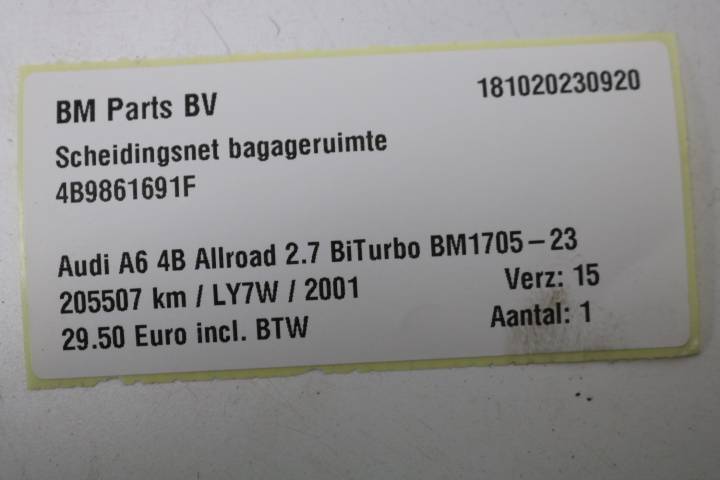 BM Parts BV 181020230920
Scheidingsnet bagageruimte
4B9861691F
Audi A6 4B Allroad 2.7 BiTurbo BM1705-23
205507 km / LY7W / 2001 Verz: 15
29.50 Euro incl. BTW Aantal: 1